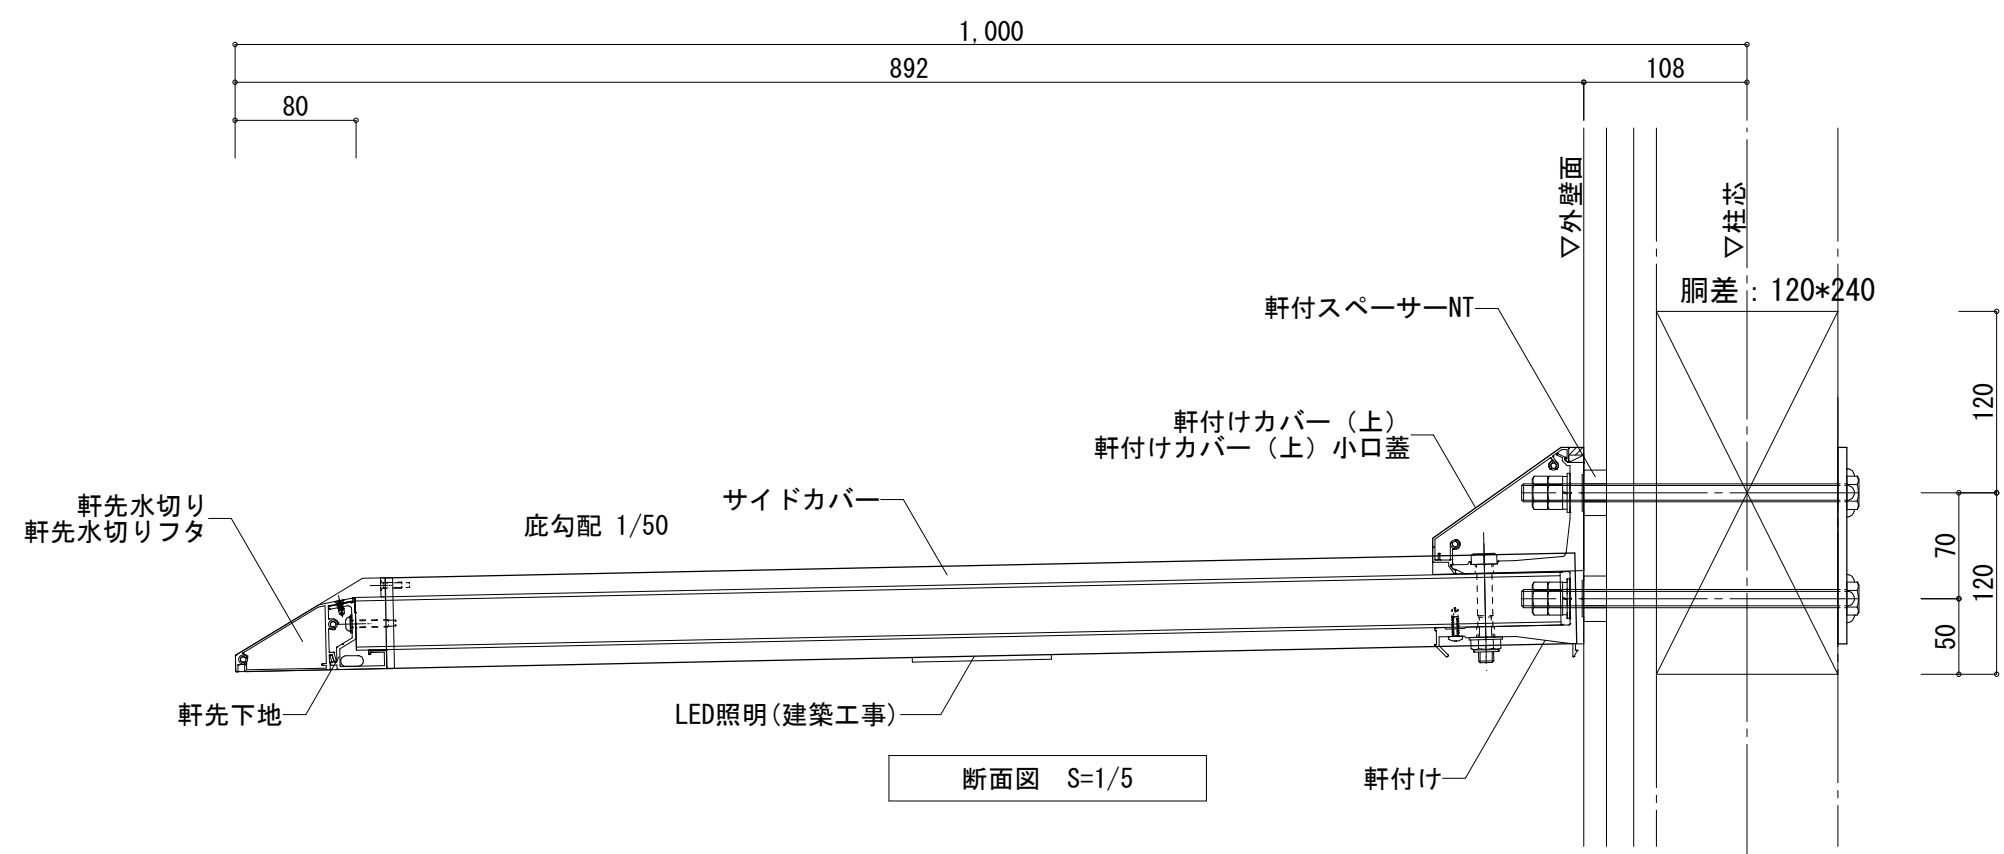 1,000
892
108
80
▽外壁面
▽柱芯
胴差：120*240
軒付スペーサーNT
120
軒付けカバー（上）
軒付けカバー（上）小口蓋
軒先水切り
軒先水切りフタ
庇勾配 1/50
サイドカバー
70
120
50
軒先下地
LED照明(建築工事)
断面図　S=1/5
軒付け